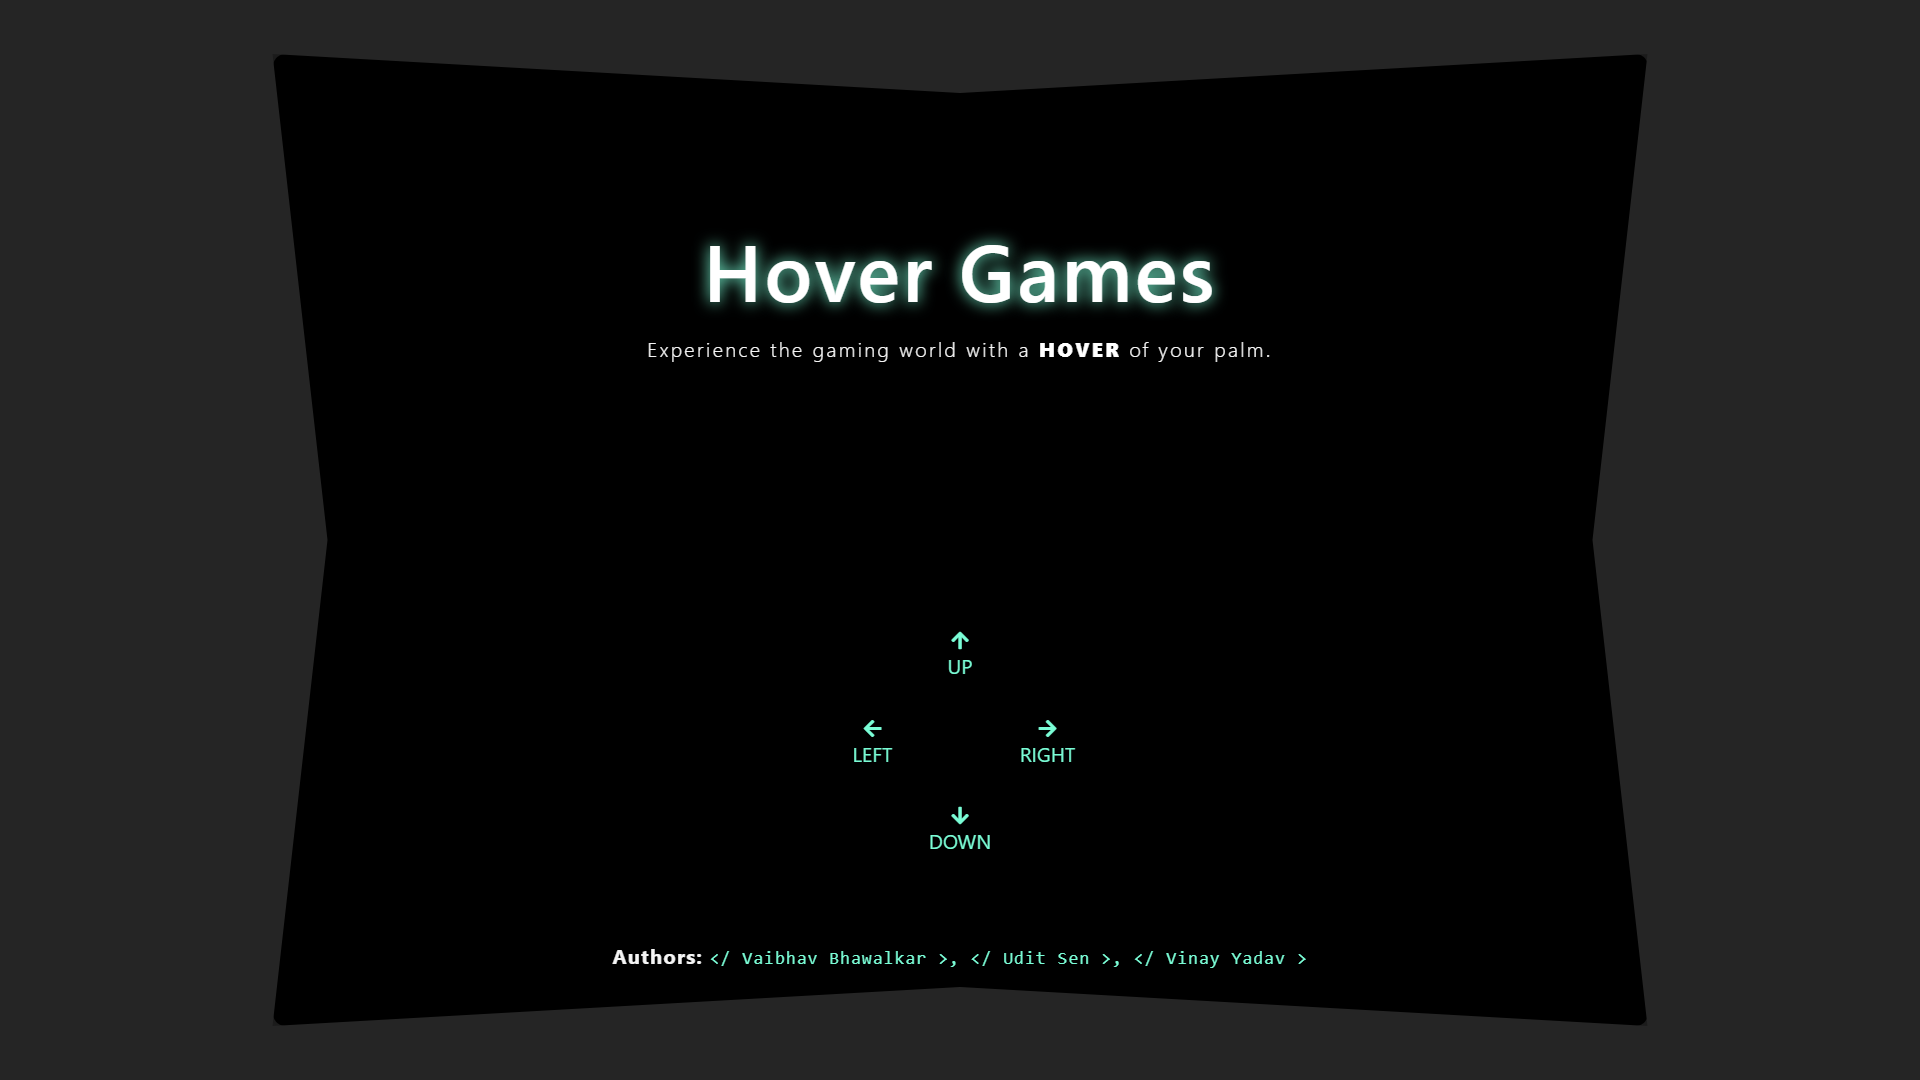 Hover Games
Experience the gaming world with a HOVER of your palm.
UP
LEFT RIGHT
DOWN
Authors: </ Vaibhav Bhawalkar >, </ Udit Sen >, </ Vinay Yadav >